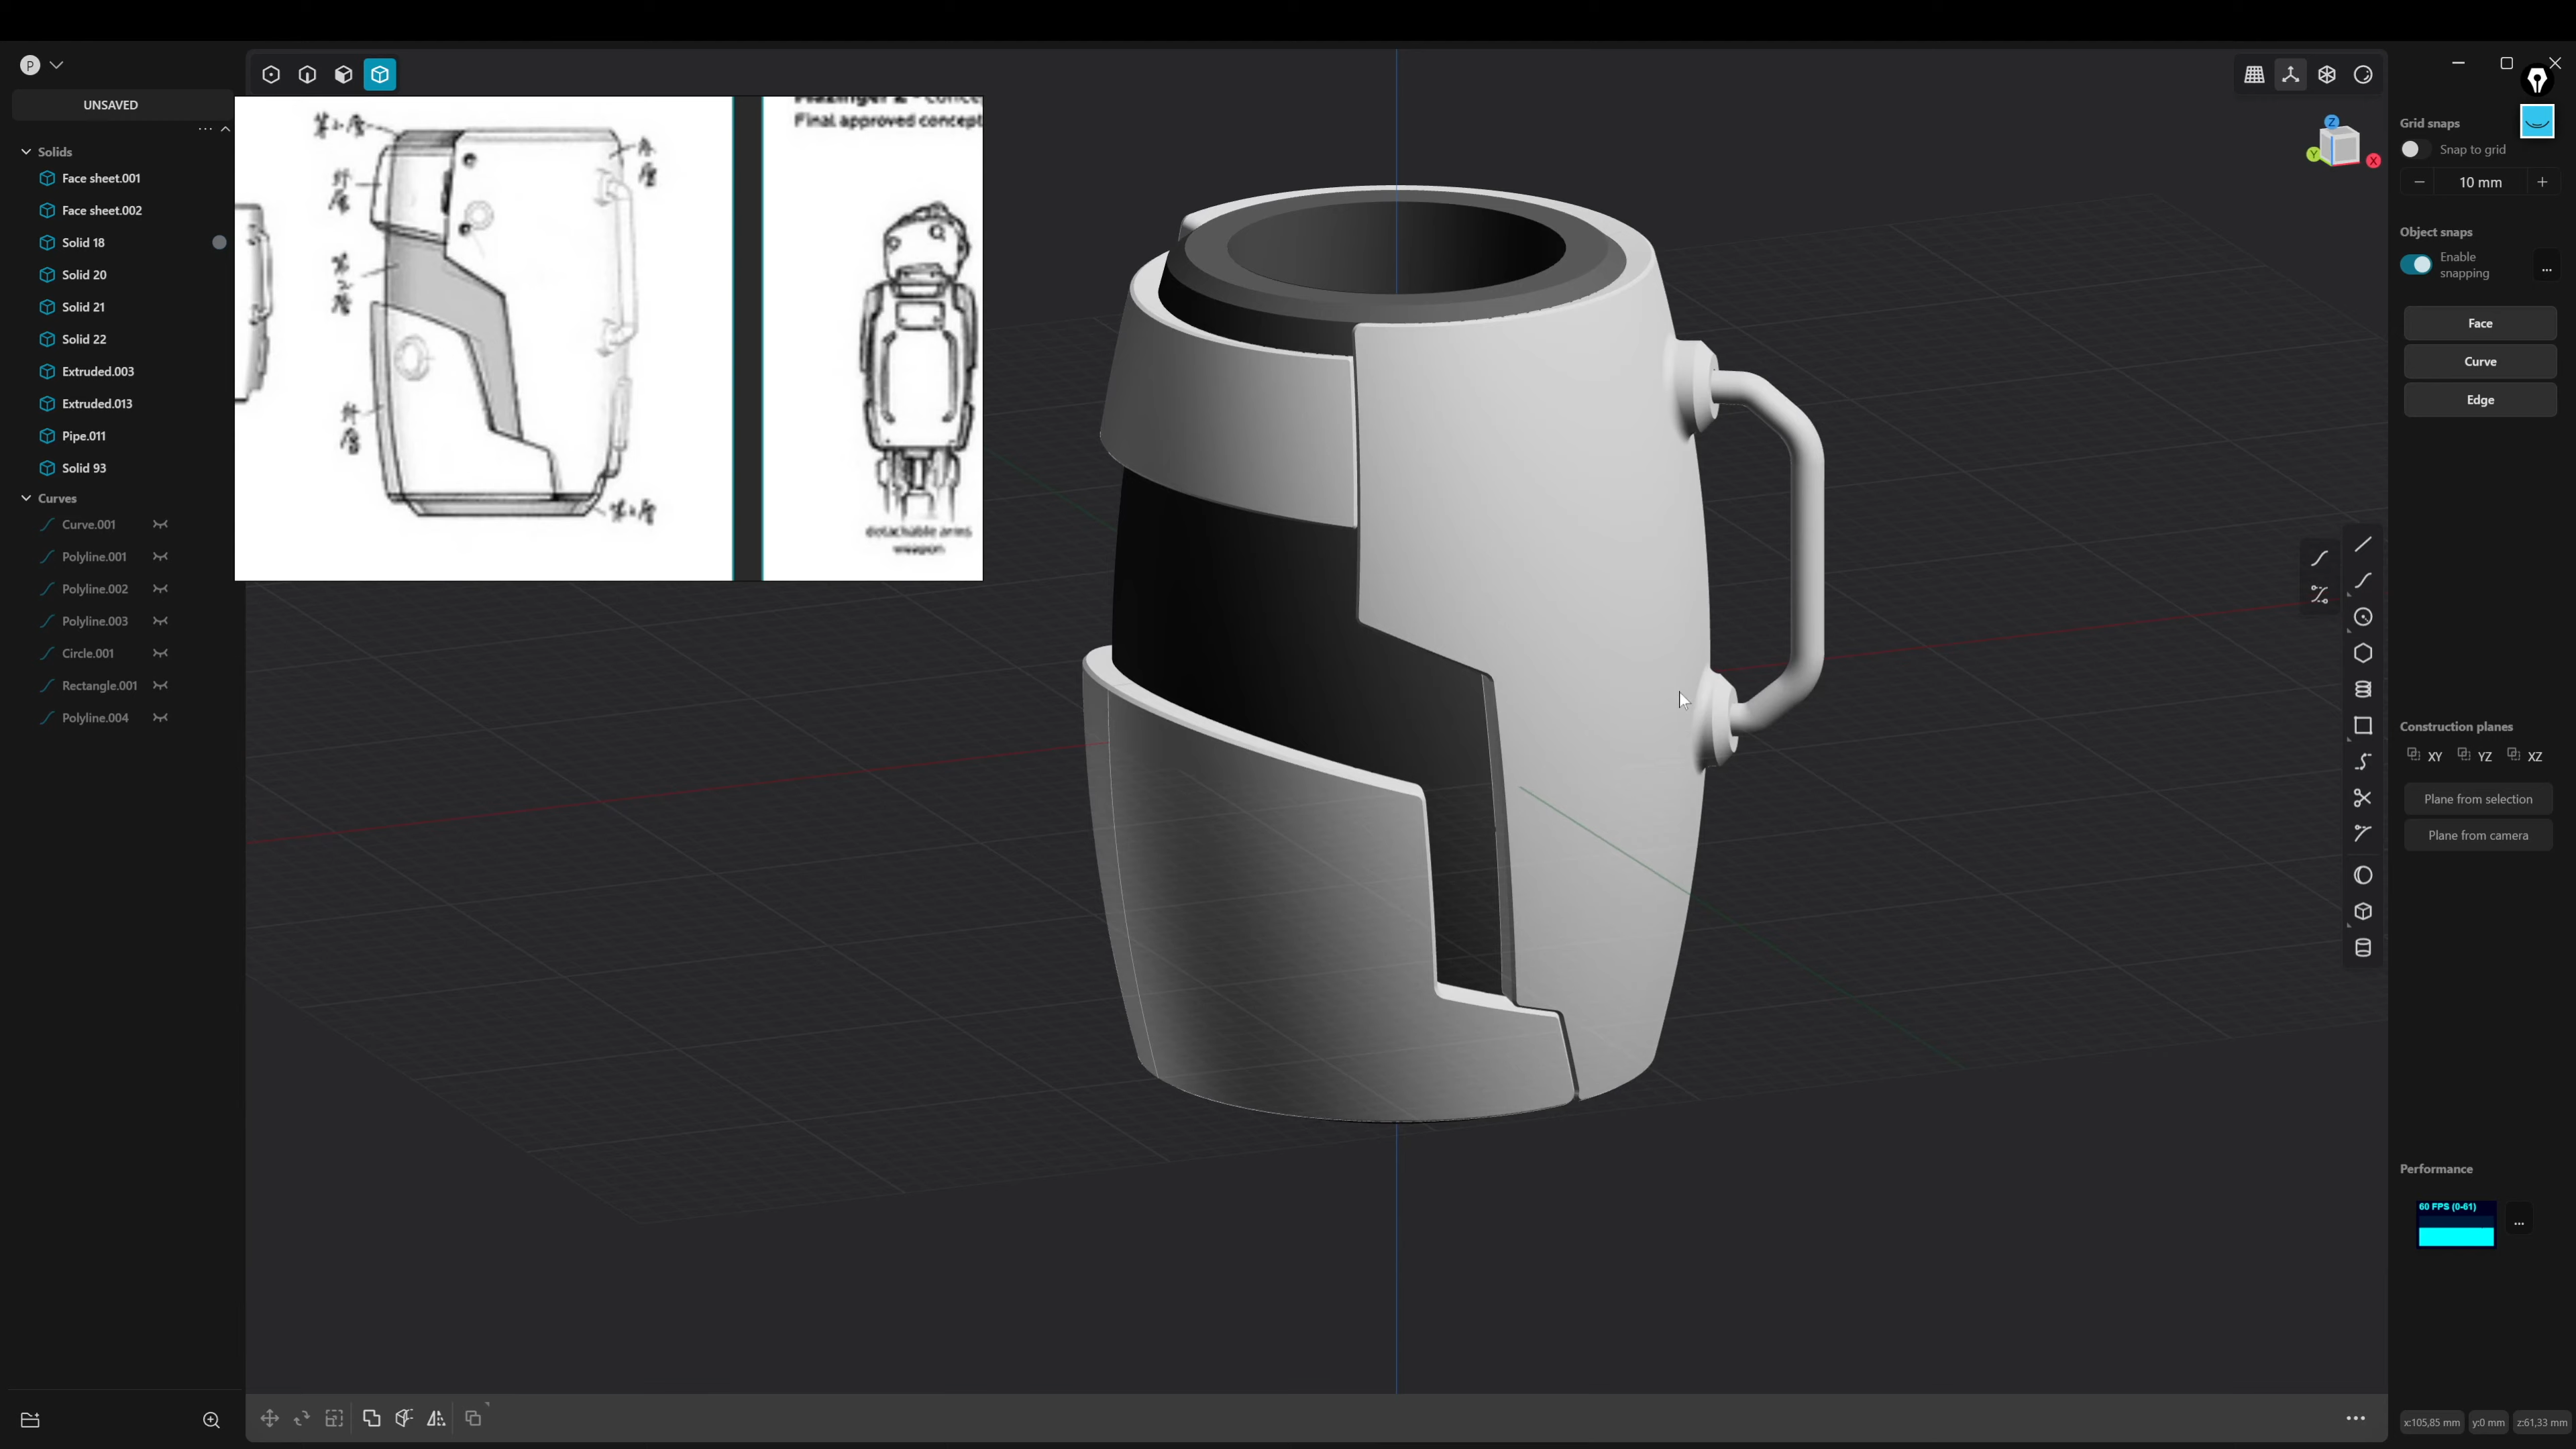 P
UNSAVED
...
Solids
Face sheet.001
Face sheet.002
Solid 18
Solid 20
Solid 21
Solid 22
Extruded.003
Extruded.013
Pipe.011
Solid 93
Curves
Curve.001
Polyline.001
Polyline.002
Polyline.003
Circle.001
Rectangle.001
Polyline.004
Final approved concept
detachable arms
weapon
Z
Y
X
Grid snaps
Snap to grid
10 mm
Object snaps
Enable
snapping
...
Face
Curve
Edge
Construction planes
XY YZ XZ
Plane from selection
Plane from camera
Performance
60 FPS (0-61)
...
x:105,85 mm y:0 mm z:61,33 mm